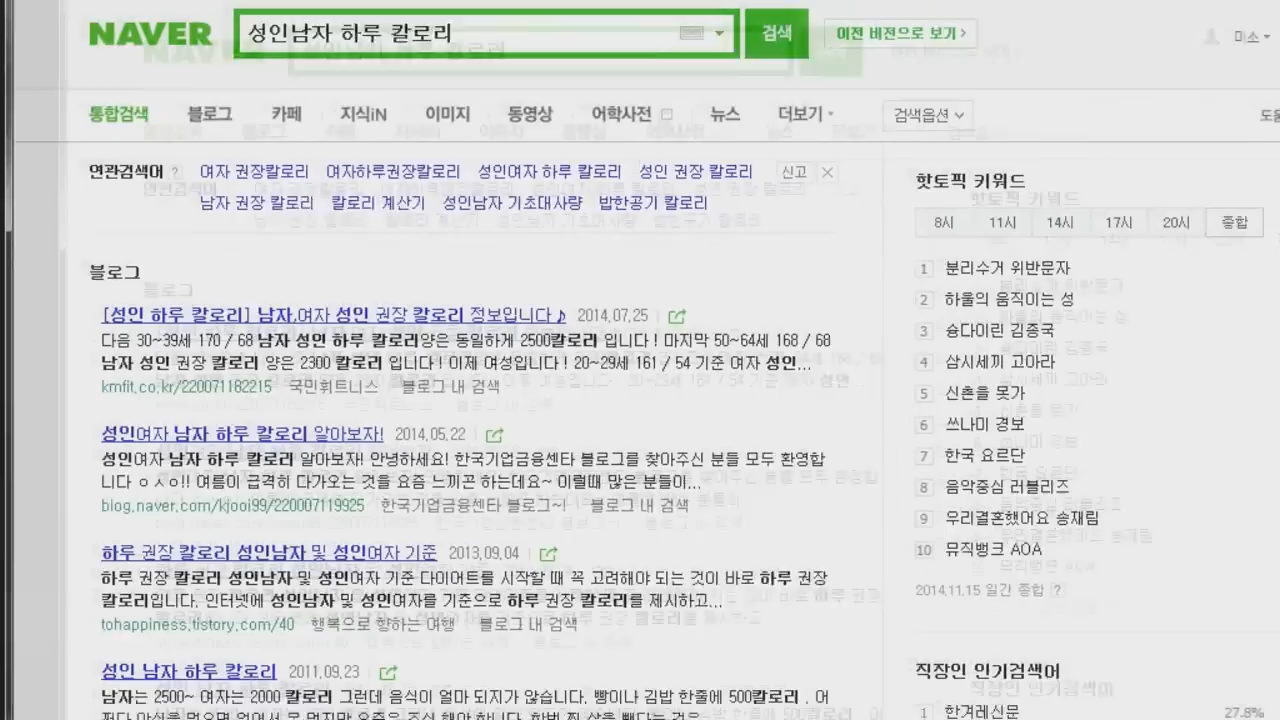 NAVER
성인남자 하루 칼로리
검색
이전 버전으로 보기
미소
통합검색 블로그 카페 지식iN 이미지 동영상 어학사전 뉴스 더보기 검색옵션
연관검색어 ? 여자 권장칼로리 여자하루권장칼로리 성인여자 하루 칼로리 성인 권장 칼로리 신고
남자 권장 칼로리 칼로리 계산기 성인남자 기초대사량 밥한공기 칼로리
블로그
[성인 하루 칼로리] 남자,여자 성인 권장 칼로리 정보입니다♪ 2014.07.25
다음 30~39세 170 / 68 남자 성인 하루 칼로리양은 동일하게 2500칼로리 입니다 ! 마지막 50~64세 168 / 68
남자 성인 권장 칼로리 양은 2300 칼로리 입니다 ! 이제 여성입니다 ! 20~29세 161 / 54 기준 여자 성인...
kmfit.co.kr/220071182215 국민휘트니스 블로그 내 검색
성인여자 남자 하루 칼로리 알아보자! 2014.05.22
성인여자 남자 하루 칼로리 알아보자! 안녕하세요! 한국기업금융센타 블로그를 찾아주신 분들 모두 환영합
니다 ㅇㅅㅇ!! 여름이 급격히 다가오는 것을 요즘 느끼곤 하는데요~ 이럴때 많은 분들이...
blog.naver.com/kjooi99/220007119925 한국기업금융센타 블로그~! 블로그 내 검색
하루 권장 칼로리 성인남자 및 성인여자 기준 2013.09.04
하루 권장 칼로리 성인남자 및 성인여자 기준 다이어트를 시작할 때 꼭 고려해야 되는 것이 바로 하루 권장
칼로리입니다. 인터넷에 성인남자 및 성인여자를 기준으로 하루 권장 칼로리를 제시하고...
tohappiness.tistory.com/40 행복으로 향하는 여행 블로그 내 검색
성인 남자 하루 칼로리 2011.09.23
남자는 2500~ 여자는 2000 칼로리 그런데 음식이 얼마 되지가 않습니다. 빵이나 김밥 한줄에 500칼로리 . 어
핫토픽 키워드
8시 11시 14시 17시 20시 종합
1 분리수거 위반문자
2 하울의 움직이는 성
3 슝다이린 김종국
4 삼시세끼 고아라
5 신촌을 못가
6 쓰나미 경보
7 한국 요르단
8 음악중심 러블리즈
9 우리결혼했어요 송재림
10 뮤직뱅크 AOA
2014.11.15 일간 종합 ?
직장인 인기검색어
1 한겨레신문 27.8%